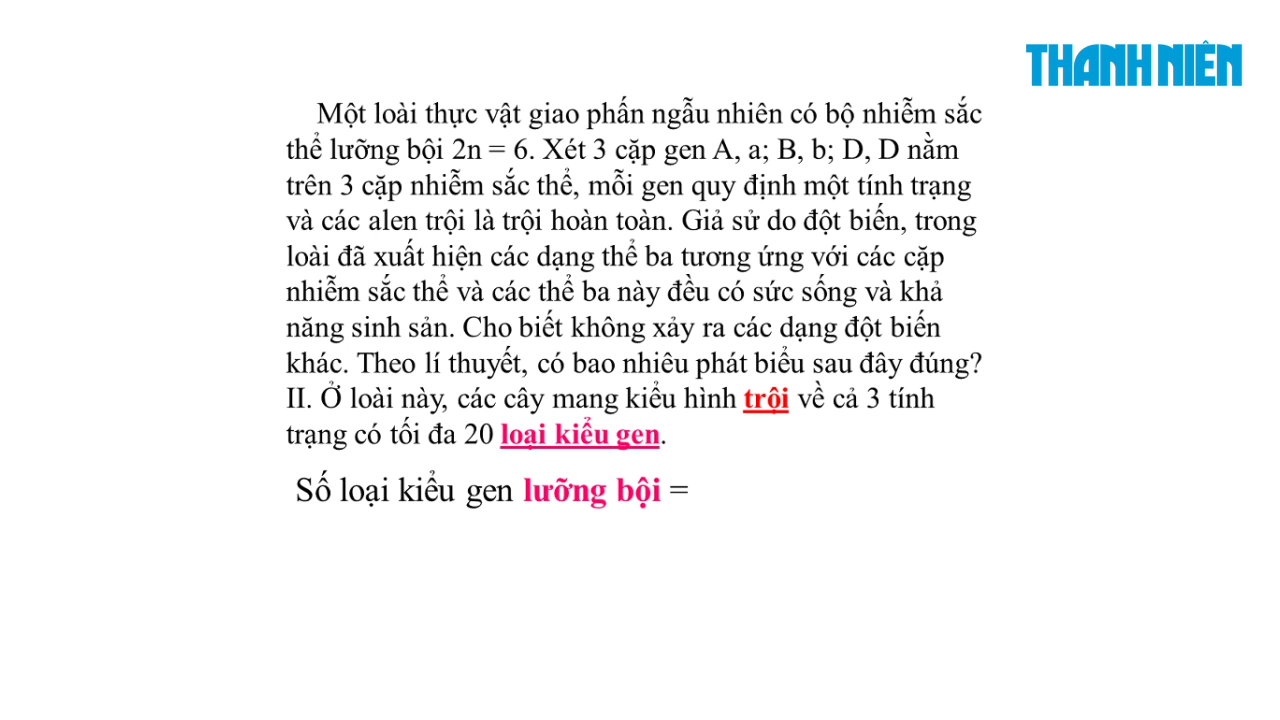 THANH NIÊN
Một loài thực vật giao phấn ngẫu nhiên có bộ nhiễm sắc
thể lưỡng bội 2n = 6. Xét 3 cặp gen A, a; B, b; D, D nằm
trên 3 cặp nhiễm sắc thể, mỗi gen quy định một tính trạng
và các alen trội là trội hoàn toàn. Giả sử do đột biến, trong
loài đã xuất hiện các dạng thể ba tương ứng với các cặp
nhiễm sắc thể và các thể ba này đều có sức sống và khả
năng sinh sản. Cho biết không xảy ra các dạng đột biến
khác. Theo lí thuyết, có bao nhiêu phát biểu sau đây đúng?
II. Ở loài này, các cây mang kiểu hình trội về cả 3 tính
trạng có tối đa 20 loại kiểu gen.
Số loại kiểu gen lưỡng bội =